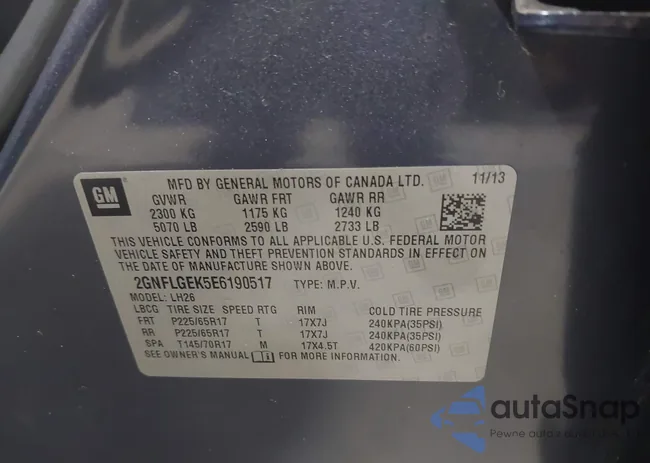 GM
MFD BY GENERAL MOTORS OF CANADA LTD. 11/13
GVWR GAWR FRT GAWR RR
2300 KG 1175 KG 1240 KG
5070 LB 2590 LB 2733 LB
THIS VEHICLE CONFORMS TO ALL APPLICABLE U.S. FEDERAL MOTOR
VEHICLE SAFETY AND THEFT PREVENTION STANDARDS IN EFFECT ON
THE DATE OF MANUFACTURE SHOWN ABOVE.
2GNFLGEK5E6190517 TYPE: M.P.V.
MODEL: LH26
LBCG TIRE SIZE SPEED RTG RIM COLD TIRE PRESSURE
FRT P225/65R17 T 17X7J 240KPA(35PSI)
RR P225/65R17 T 17X7J 240KPA(35PSI)
SPA T145/70R17 M 17X4.5T 420KPA(60PSI)
SEE OWNER'S MANUAL FOR MORE INFORMATION.
autoSnap
Pewne auta z